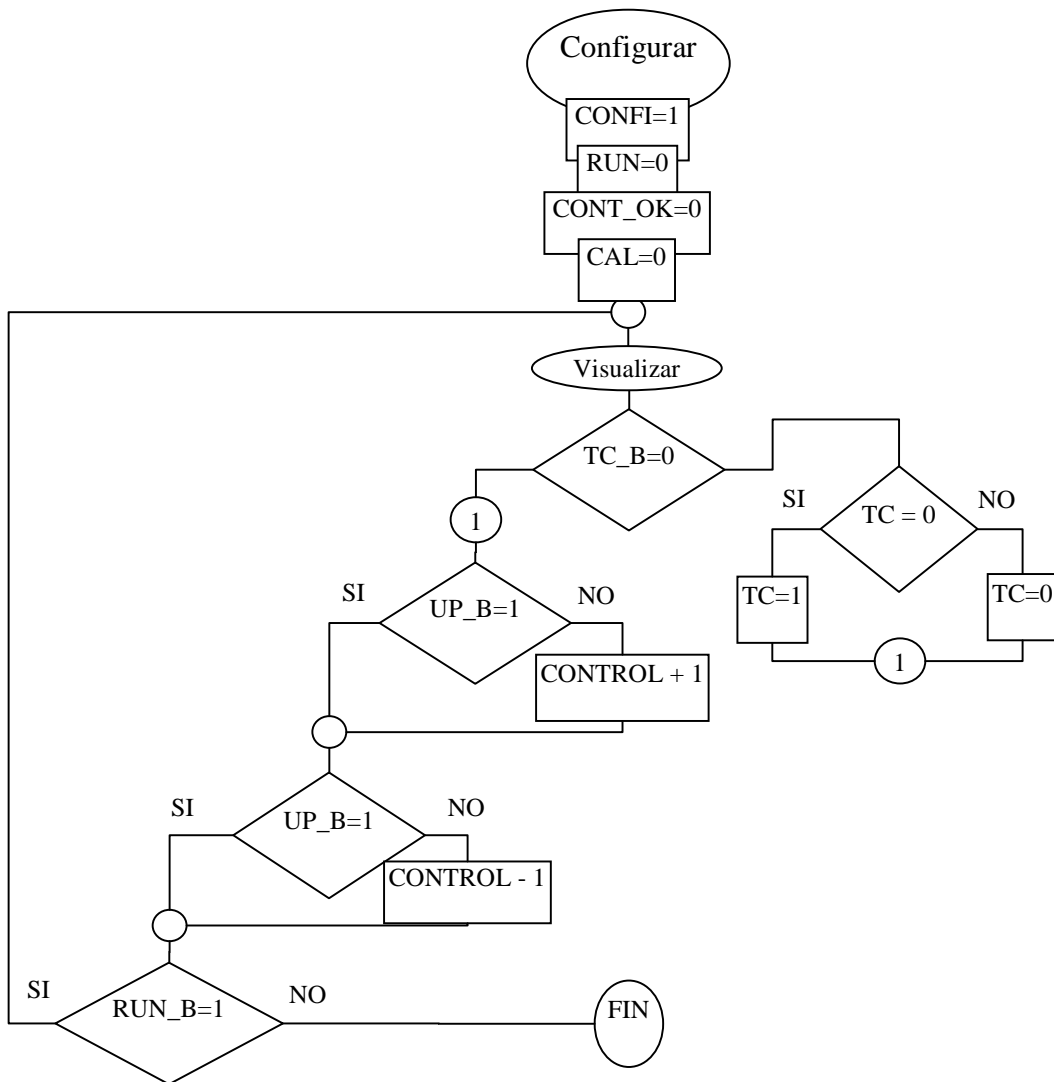 Configurar
CONFI=1
RUN=0
CONT_OK=0
CAL=0
Visualizar
TC_B=0
SI
TC = 0
NO
1
TC=1
TC=0
SI
UP_B=1
NO
1
CONTROL + 1
SI
UP_B=1
NO
CONTROL - 1
SI
RUN_B=1
NO
FIN